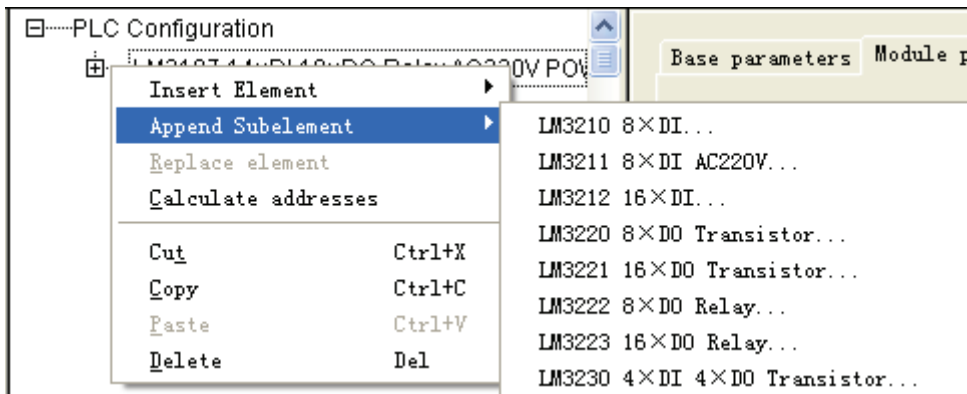 PLC Configuration
0V POW
Base parameters
Module p
Insert Element
Append Subelement
Replace element
Calculate addresses
Cut Ctrl+X
Copy Ctrl+C
Paste Ctrl+V
Delete Del
LM3210 8×DI...
LM3211 8×DI AC220V...
LM3212 16×DI...
LM3220 8×DO Transistor...
LM3221 16×DO Transistor...
LM3222 8×DO Relay...
LM3223 16×DO Relay...
LM3230 4×DI 4×DO Transistor...